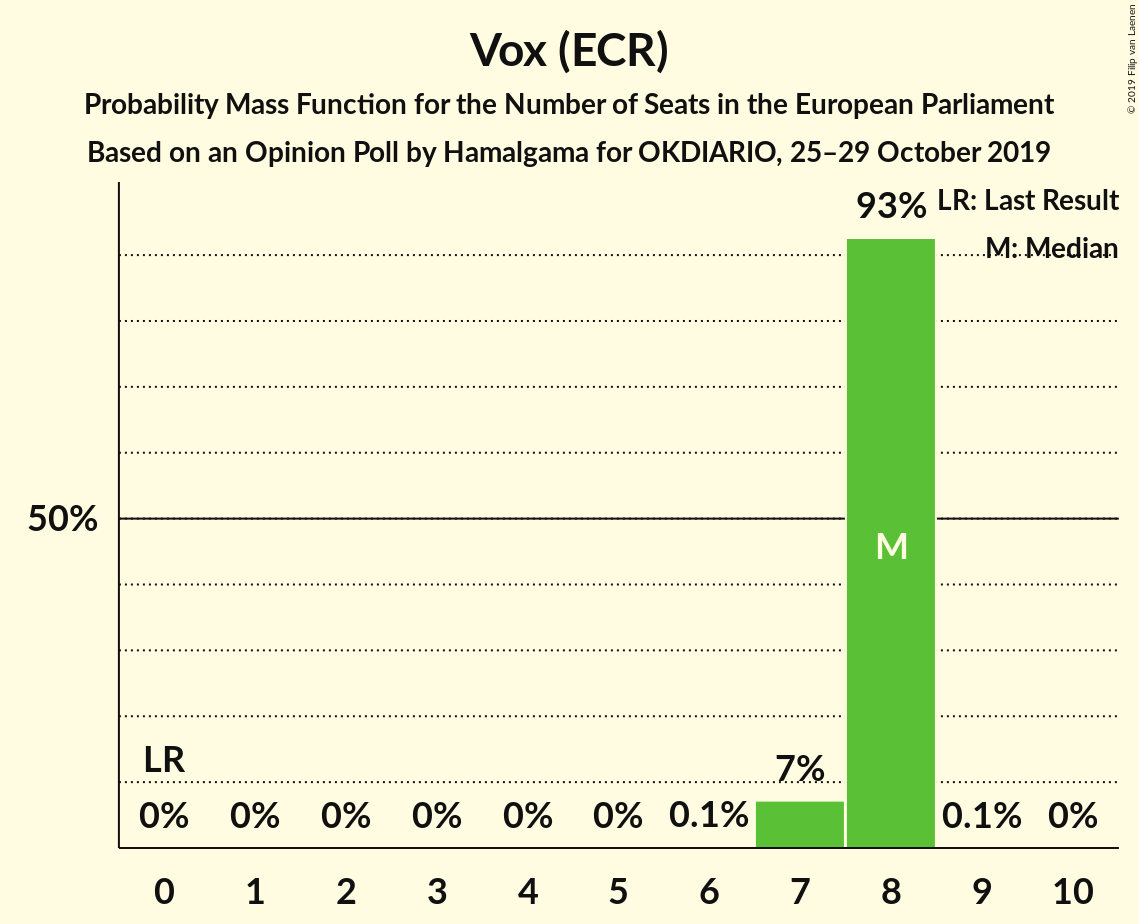 Vox (ECR)
Probability Mass Function for the Number of Seats in the European Parliament
Based on an Opinion Poll by Hamalgama for OKDIARIO, 25–29 October 2019
© 2019 Filip van Laenen
LR: Last Result
M: Median
93%
50%
M
LR
7%
0% 0% 0% 0% 0% 0% 0.1% 0.1% 0%
0 1 2 3 4 5 6 7 8 9 10